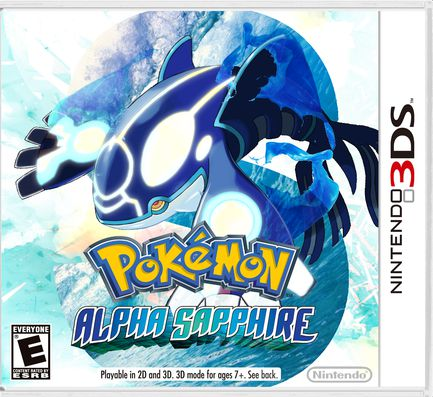 NINTENDO 3DS
POKéMON
ALPHA SAPPHIRE
EVERYONE
E
CONTENT RATED BY
ESRB
Playable in 2D and 3D. 3D mode for ages 7+. See back.
Nintendo